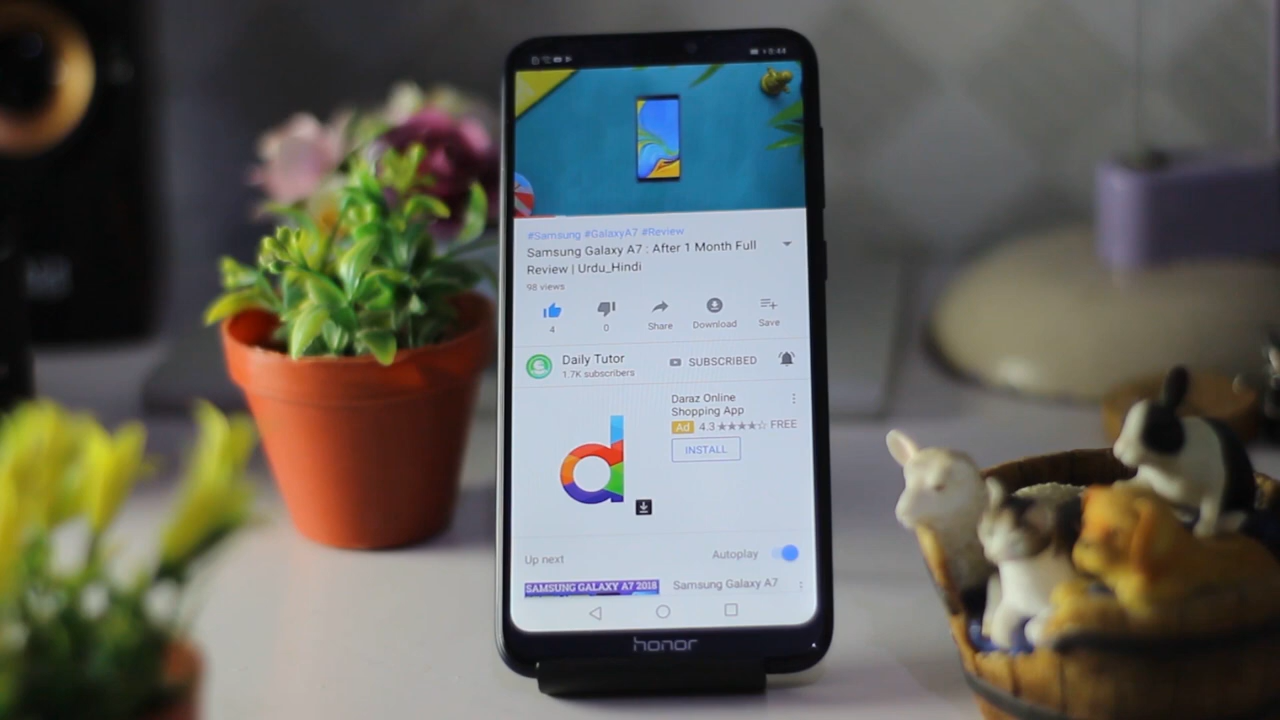 #Samsung #GalaxyA7 #Review
Samsung Galaxy A7 : After 1 Month Full
Review | Urdu_Hindi
98 views
4
0
Share
Download
Save
Daily Tutor
1.7K subscribers
SUBSCRIBED
Daraz Online
Shopping App
Ad 4.3 FREE
INSTALL
Up next
Autoplay
SAMSUNG GALAXY A7 2018
Samsung Galaxy A7
honor